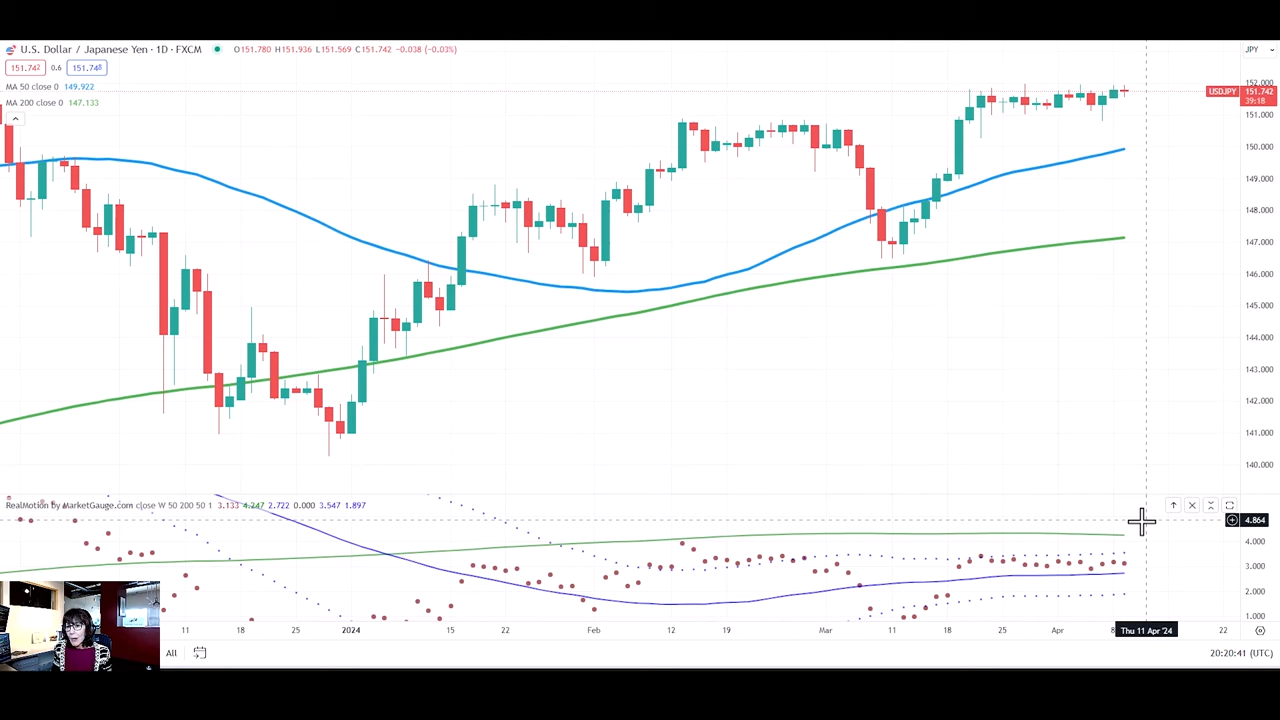 U.S. Dollar / Japanese Yen · 1D · FXCM O151.780 H151.936 L151.569 C151.742 −0.038 (−0.03%)
JPY
151.742 0.6 151.748
MA 50 close 0 149.922
MA 200 close 0 147.133
152.000
USDJPY 151.742
39:18
151.000
150.000
149.000
148.000
147.000
146.000
145.000
144.000
143.000
142.000
141.000
140.000
RealMotion by MarketGauge.com close W 50 200 50 1 3.133 4.247 2.722 0.000 3.547 1.897
4.864
4.000
3.000
2.000
1.000
11 18 25 2024 15 22 Feb 12 19 Mar 11 18 25 Apr 8 Thu 11 Apr '24 22
All 20:20:41 (UTC)